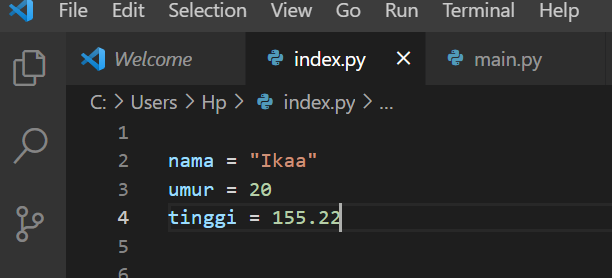 File Edit Selection View Go Run Terminal Help
Welcome index.py × main.py
C: > Users > Hp > index.py > ...
1
2 nama = "Ikaa"
3 umur = 20
4 tinggi = 155.22
5
6